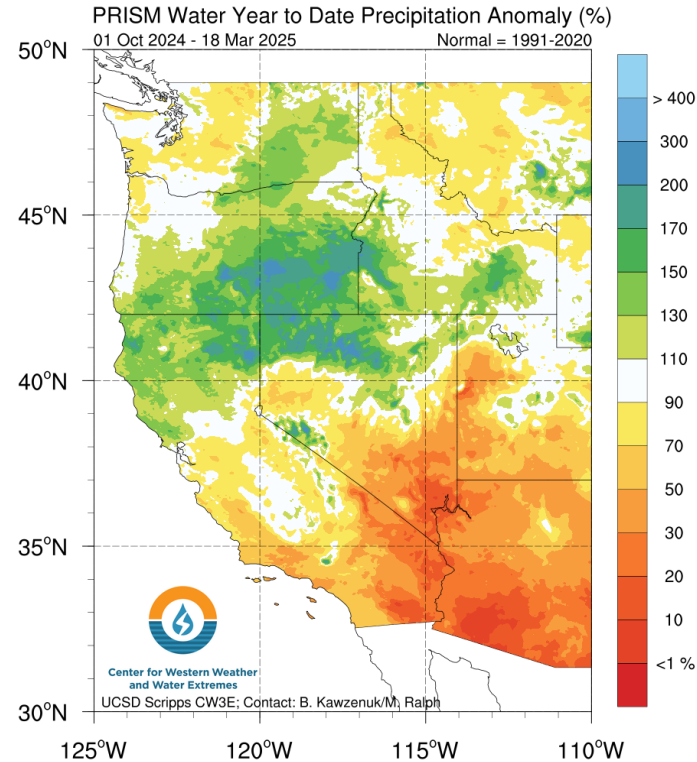 PRISM Water Year to Date Precipitation Anomaly (%)
01 Oct 2024 - 18 Mar 2025 Normal = 1991-2020
50°N
45°N
40°N
35°N
30°N
125°W 120°W 115°W 110°W
> 400
300
200
170
150
130
110
90
70
50
30
20
10
<1 %
Center for Western Weather
and Water Extremes
UCSD Scripps CW3E; Contact: B. Kawzenuk/M. Ralph